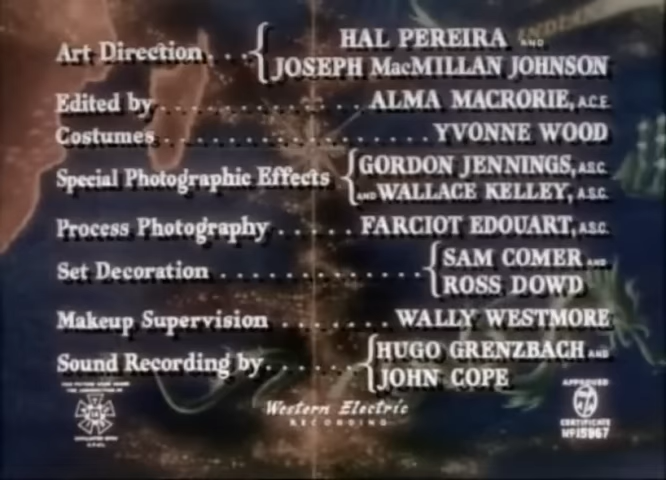 Art Direction . . . { HAL PEREIRA AND
JOSEPH MacMILLAN JOHNSON
Edited by . . . . . . . . . . . . . . . . ALMA MACRORIE, A.C.E.
Costumes . . . . . . . . . . . . . . . . . . . . . YVONNE WOOD
Special Photographic Effects { GORDON JENNINGS, A.S.C.
AND WALLACE KELLEY, A.S.C.
Process Photography . . . . . . FARCIOT EDOUART, A.S.C.
Set Decoration . . . . . . . . . . . . . . . { SAM COMER AND
ROSS DOWD
Makeup Supervision . . . . . . . . WALLY WESTMORE
Sound Recording by . . . . . . . { HUGO GRENZBACH AND
JOHN COPE
Western Electric
RECORDING
APPROVED
CERTIFICATE